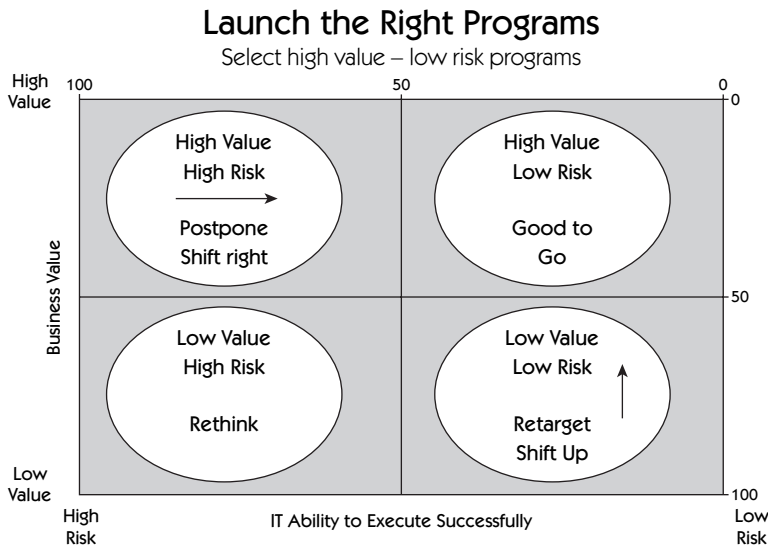 Launch the Right Programs
Select high value – low risk programs
High
Value
100
50
0
0
High Value
High Risk
Postpone
Shift right
High Value
Low Risk
Good to
Go
Business Value
50
Low Value
High Risk
Rethink
Low Value
Low Risk
Retarget
Shift Up
Low
Value
100
High
Risk
IT Ability to Execute Successfully
Low
Risk